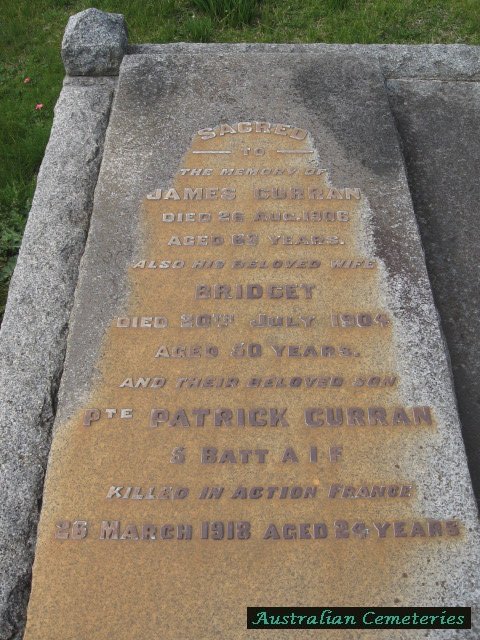 SACRED
TO
THE MEMORY OF
JAMES CURRAN
DIED 26 AUG. 1906
AGED YEARS.
ALSO HIS BELOVED WIFE
BRIDGET
DIED 20TH JULY 1904
AGED 50 YEARS.
AND THEIR BELOVED SON
PTE PATRICK CURRAN
5 BATT A I F
KILLED IN ACTION FRANCE
26 MARCH 1918 AGED 24 YEARS
Australian Cemeteries